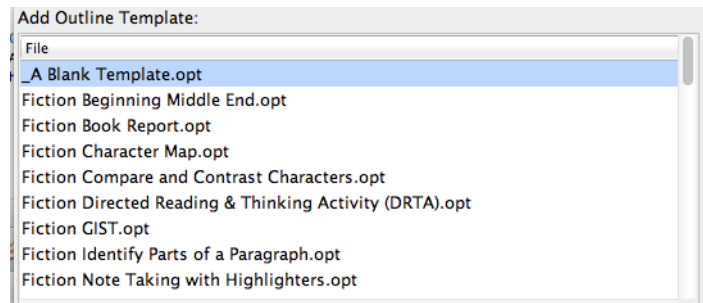 Add Outline Template:
File
_A Blank Template.opt
Fiction Beginning Middle End.opt
Fiction Book Report.opt
Fiction Character Map.opt
Fiction Compare and Contrast Characters.opt
Fiction Directed Reading & Thinking Activity (DRTA).opt
Fiction GIST.opt
Fiction Identify Parts of a Paragraph.opt
Fiction Note Taking with Highlighters.opt